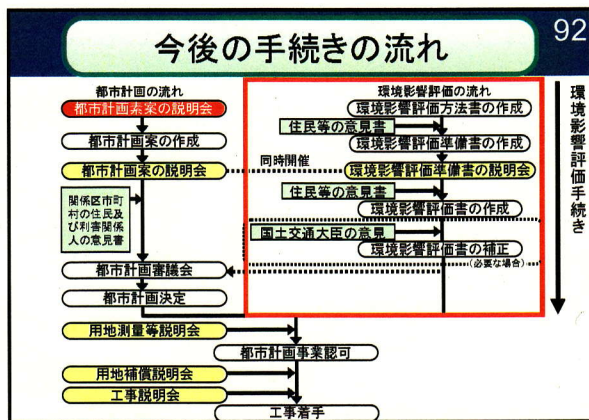 92
今後の手続きの流れ
都市計画の流れ
都市計画素案の説明会
都市計画案の作成
都市計画案の説明会
同時開催
関係区市町
村の住民及
び利害関係
人の意見書
都市計画審議会
都市計画決定
環境影響評価の流れ
環境影響評価方法書の作成
住民等の意見書
環境影響評価準備書の作成
環境影響評価準備書の説明会
住民等の意見書
環境影響評価書の作成
国土交通大臣の意見
環境影響評価書の補正
(必要な場合)
環境影響評価手続き
用地測量等説明会
都市計画事業認可
用地補償説明会
工事説明会
工事着手